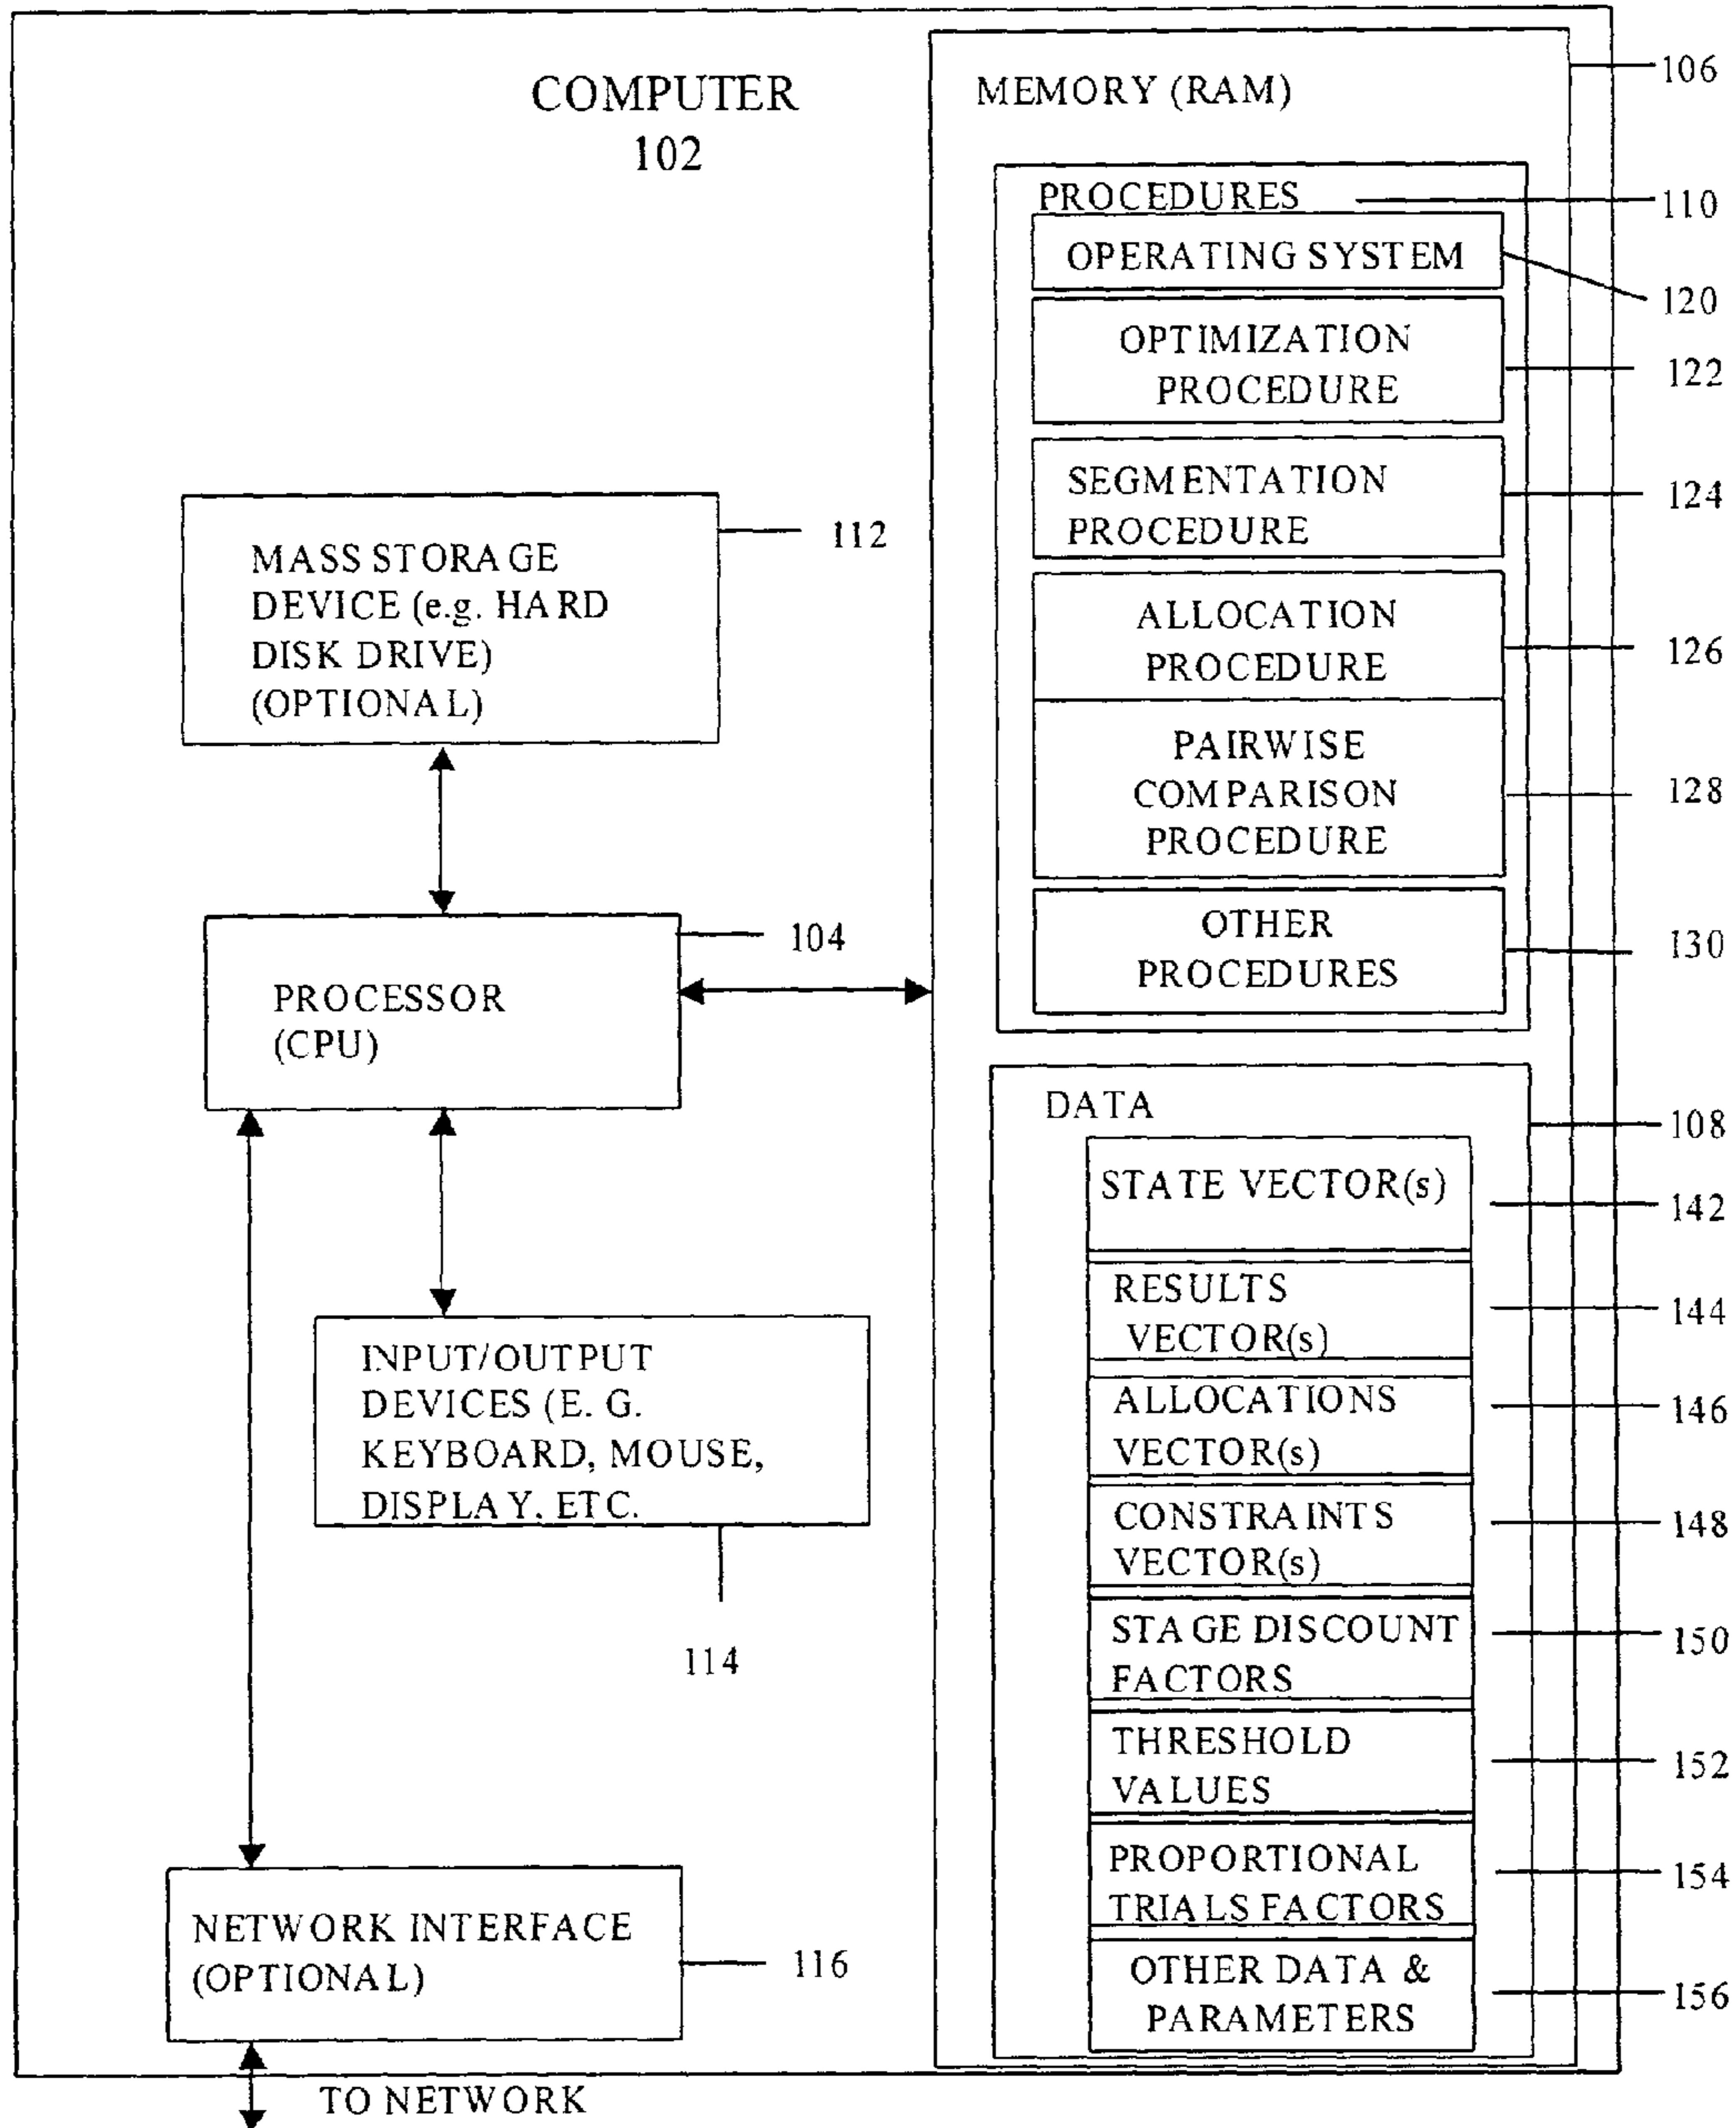 COMPUTER
102
MASS STORAGE
DEVICE (e.g. HARD
DISK DRIVE)
(OPTIONAL)
112
PROCESSOR
(CPU)
104
INPUT/OUTPUT
DEVICES (E. G.
KEYBOARD, MOUSE,
DISPLAY, ETC.
114
NETWORK INTERFACE
(OPTIONAL)
116
TO NETWORK
MEMORY (RAM)
106
PROCEDURES
110
OPERATING SYSTEM
120
OPTIMIZATION
PROCEDURE
122
SEGMENTATION
PROCEDURE
124
ALLOCATION
PROCEDURE
126
PAIRWISE
COMPARISON
PROCEDURE
128
OTHER
PROCEDURES
130
DATA
108
STATE VECTOR(s)
142
RESULTS
VECTOR(s)
144
ALLOCATIONS
VECTOR(s)
146
CONSTRAINTS
VECTOR(s)
148
STAGE DISCOUNT
FACTORS
150
THRESHOLD
VALUES
152
PROPORTIONAL
TRIALS FACTORS
154
OTHER DATA &
PARAMETERS
156